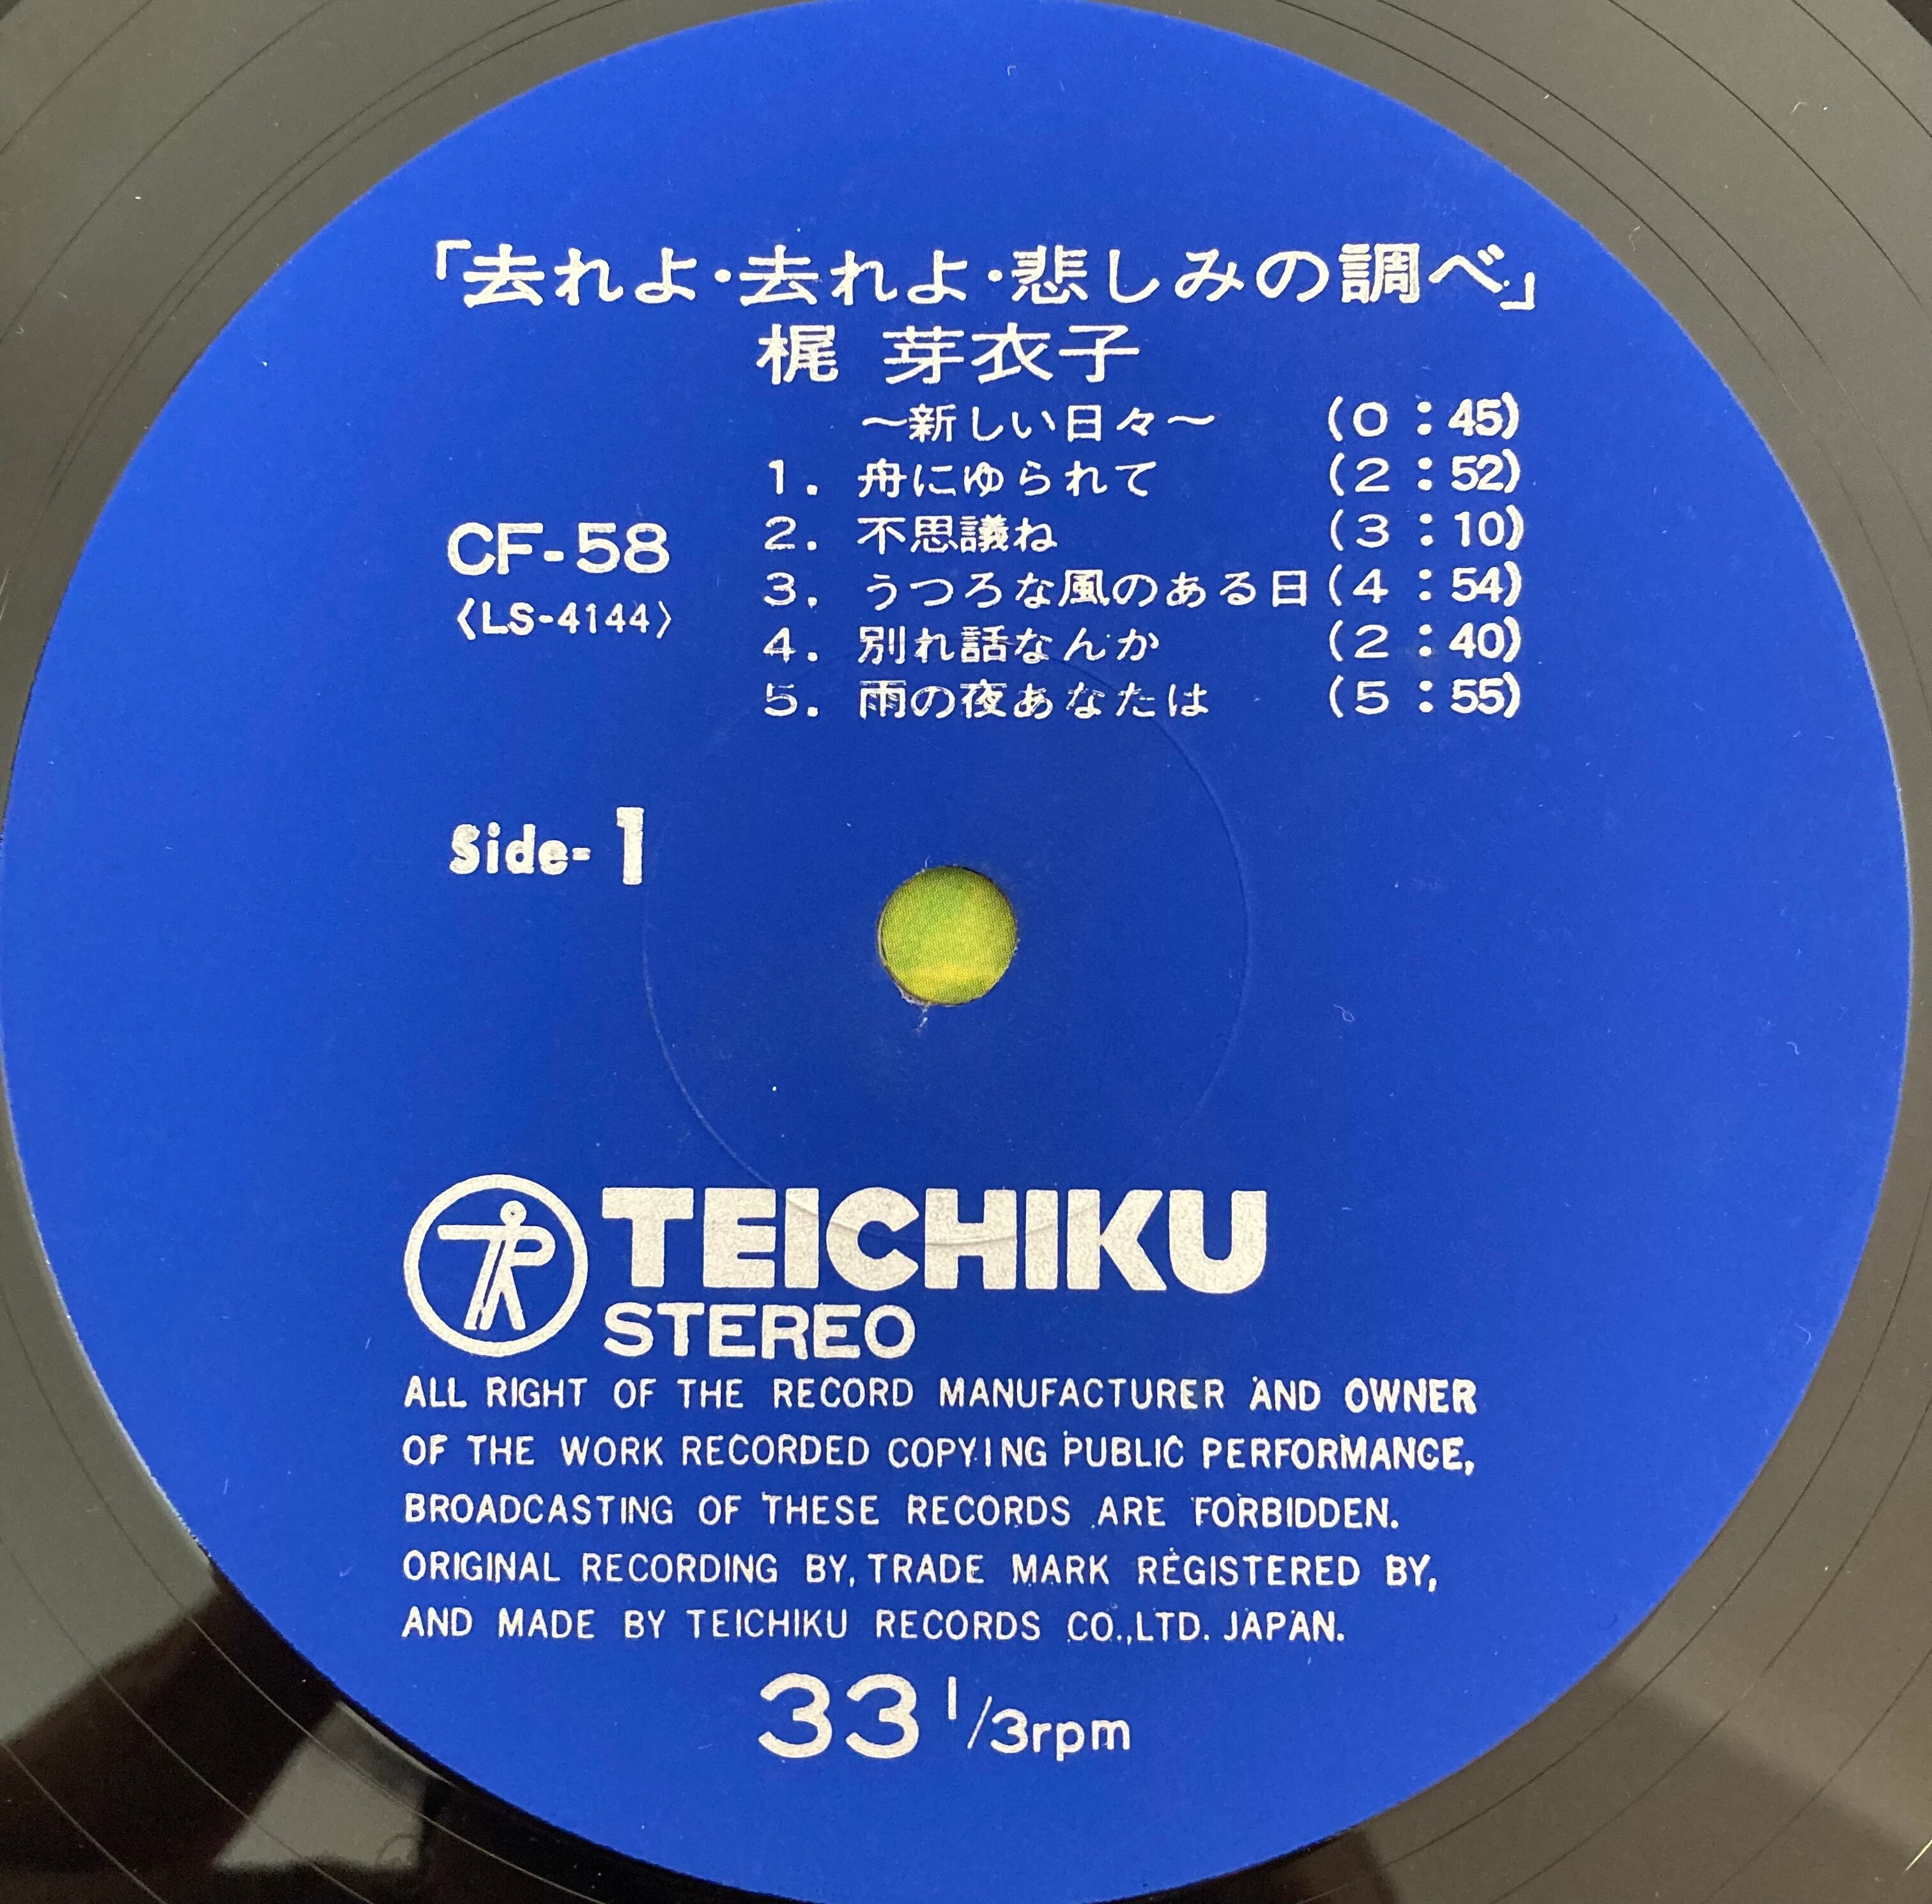 「去れよ・去れよ・悲しみの調べ」
梶 芽衣子
〜新しい日々〜 (0:45)
1. 舟にゆられて (2:52)
2. 不思議ね (3:10)
3. うつろな風のある日 (4:54)
4. 別れ話なんか (2:40)
5. 雨の夜あなたは (5:55)
CF-58
〈LS-4144〉
Side-1
TEICHIKU
STEREO
ALL RIGHT OF THE RECORD MANUFACTURER AND OWNER
OF THE WORK RECORDED COPYING PUBLIC PERFORMANCE,
BROADCASTING OF THESE RECORDS ARE FORBIDDEN.
ORIGINAL RECORDING BY, TRADE MARK REGISTERED BY,
AND MADE BY TEICHIKU RECORDS CO.,LTD. JAPAN.
33 1/3rpm